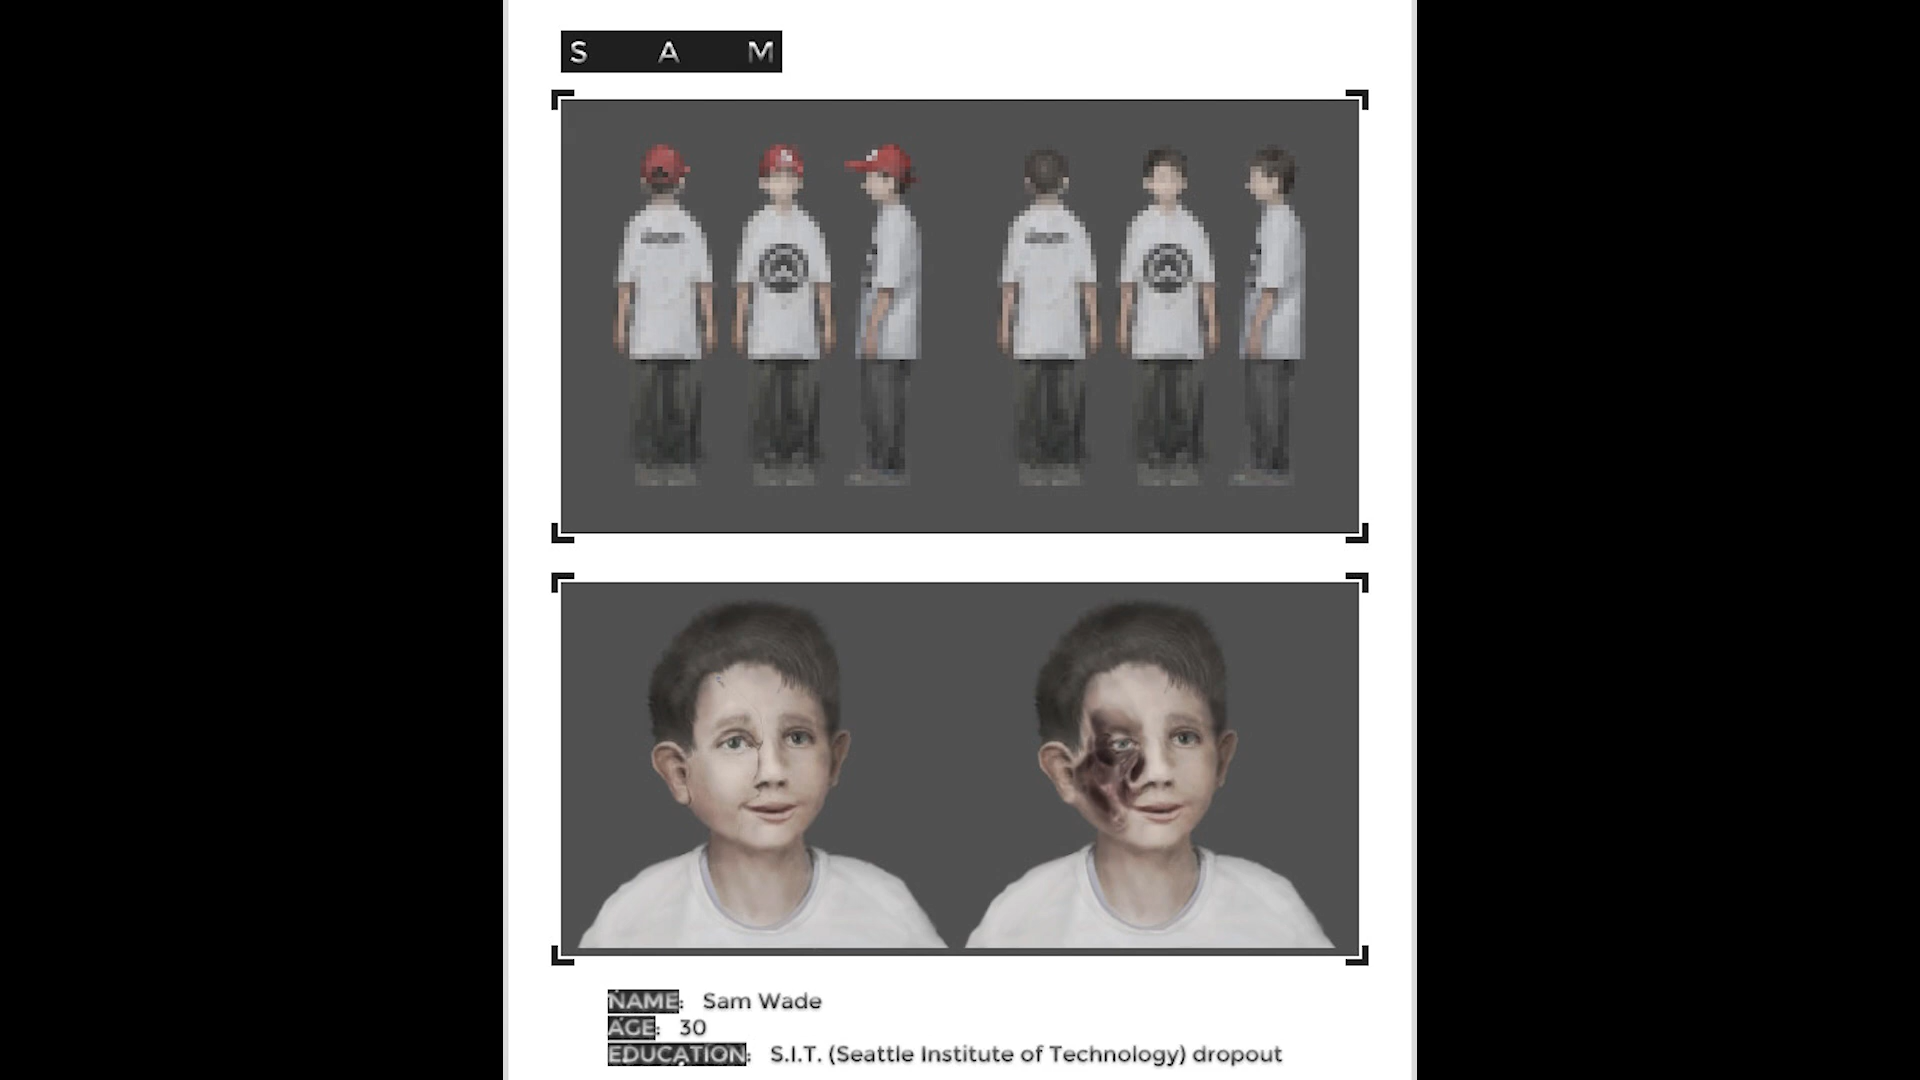 S A M
NAME: Sam Wade
AGE: 30
EDUCATION: S.I.T. (Seattle Institute of Technology) dropout